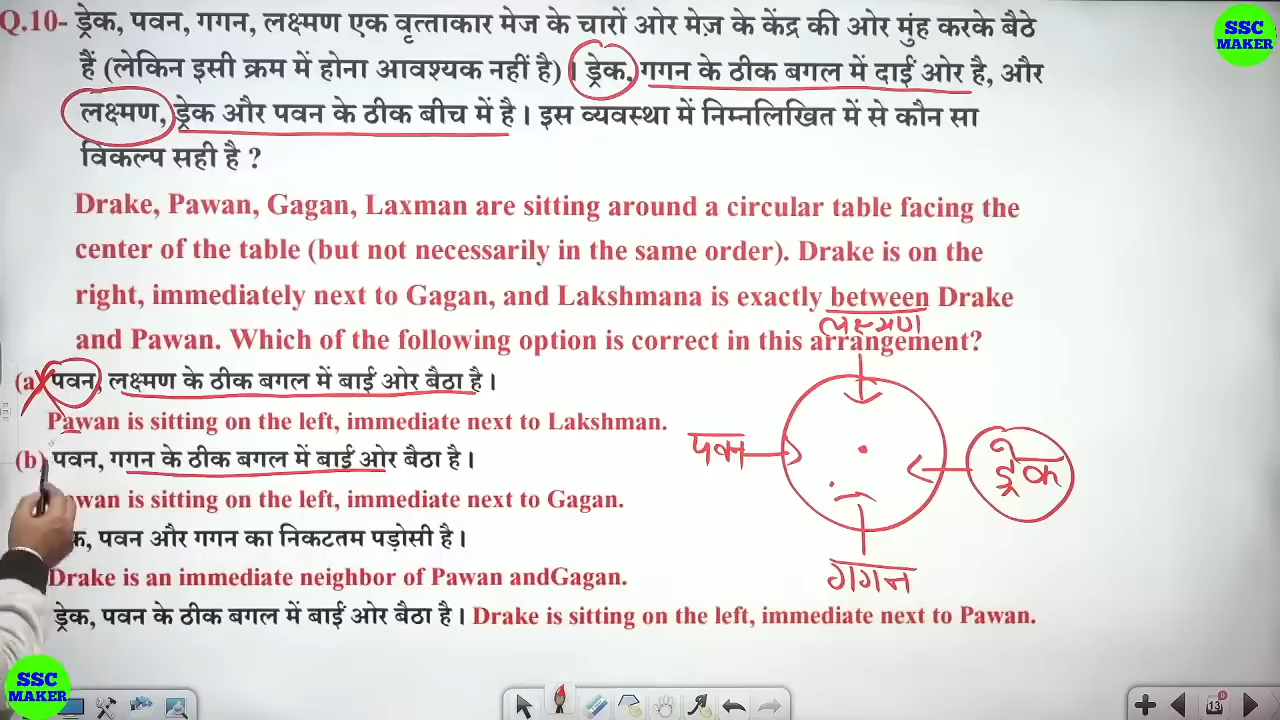 Q.10- ड्रेक, पवन, गगन, लक्ष्मण एक वृत्ताकार मेज के चारों ओर मेज़ के केंद्र की ओर मुंह करके बैठे
हैं (लेकिन इसी क्रम में होना आवश्यक नहीं है) । ड्रेक, गगन के ठीक बगल में दाईं ओर है, और
लक्ष्मण, ड्रेक और पवन के ठीक बीच में है। इस व्यवस्था में निम्नलिखित में से कौन सा
विकल्प सही है ?
Drake, Pawan, Gagan, Laxman are sitting around a circular table facing the
center of the table (but not necessarily in the same order). Drake is on the
right, immediately next to Gagan, and Lakshmana is exactly between Drake
and Pawan. Which of the following option is correct in this arrangement?
(a) पवन, लक्ष्मण के ठीक बगल में बाईं ओर बैठा है।
Pawan is sitting on the left, immediate next to Lakshman.
(b) पवन, गगन के ठीक बगल में बाईं ओर बैठा है।
awan is sitting on the left, immediate next to Gagan.
क, पवन और गगन का निकटतम पड़ोसी है।
Drake is an immediate neighbor of Pawan andGagan.
ड्रेक, पवन के ठीक बगल में बाईं ओर बैठा है। Drake is sitting on the left, immediate next to Pawan.
लक्ष्मण
पवन
ड्रेक
गगन
SSC
MAKER
SSC
MAKER
13